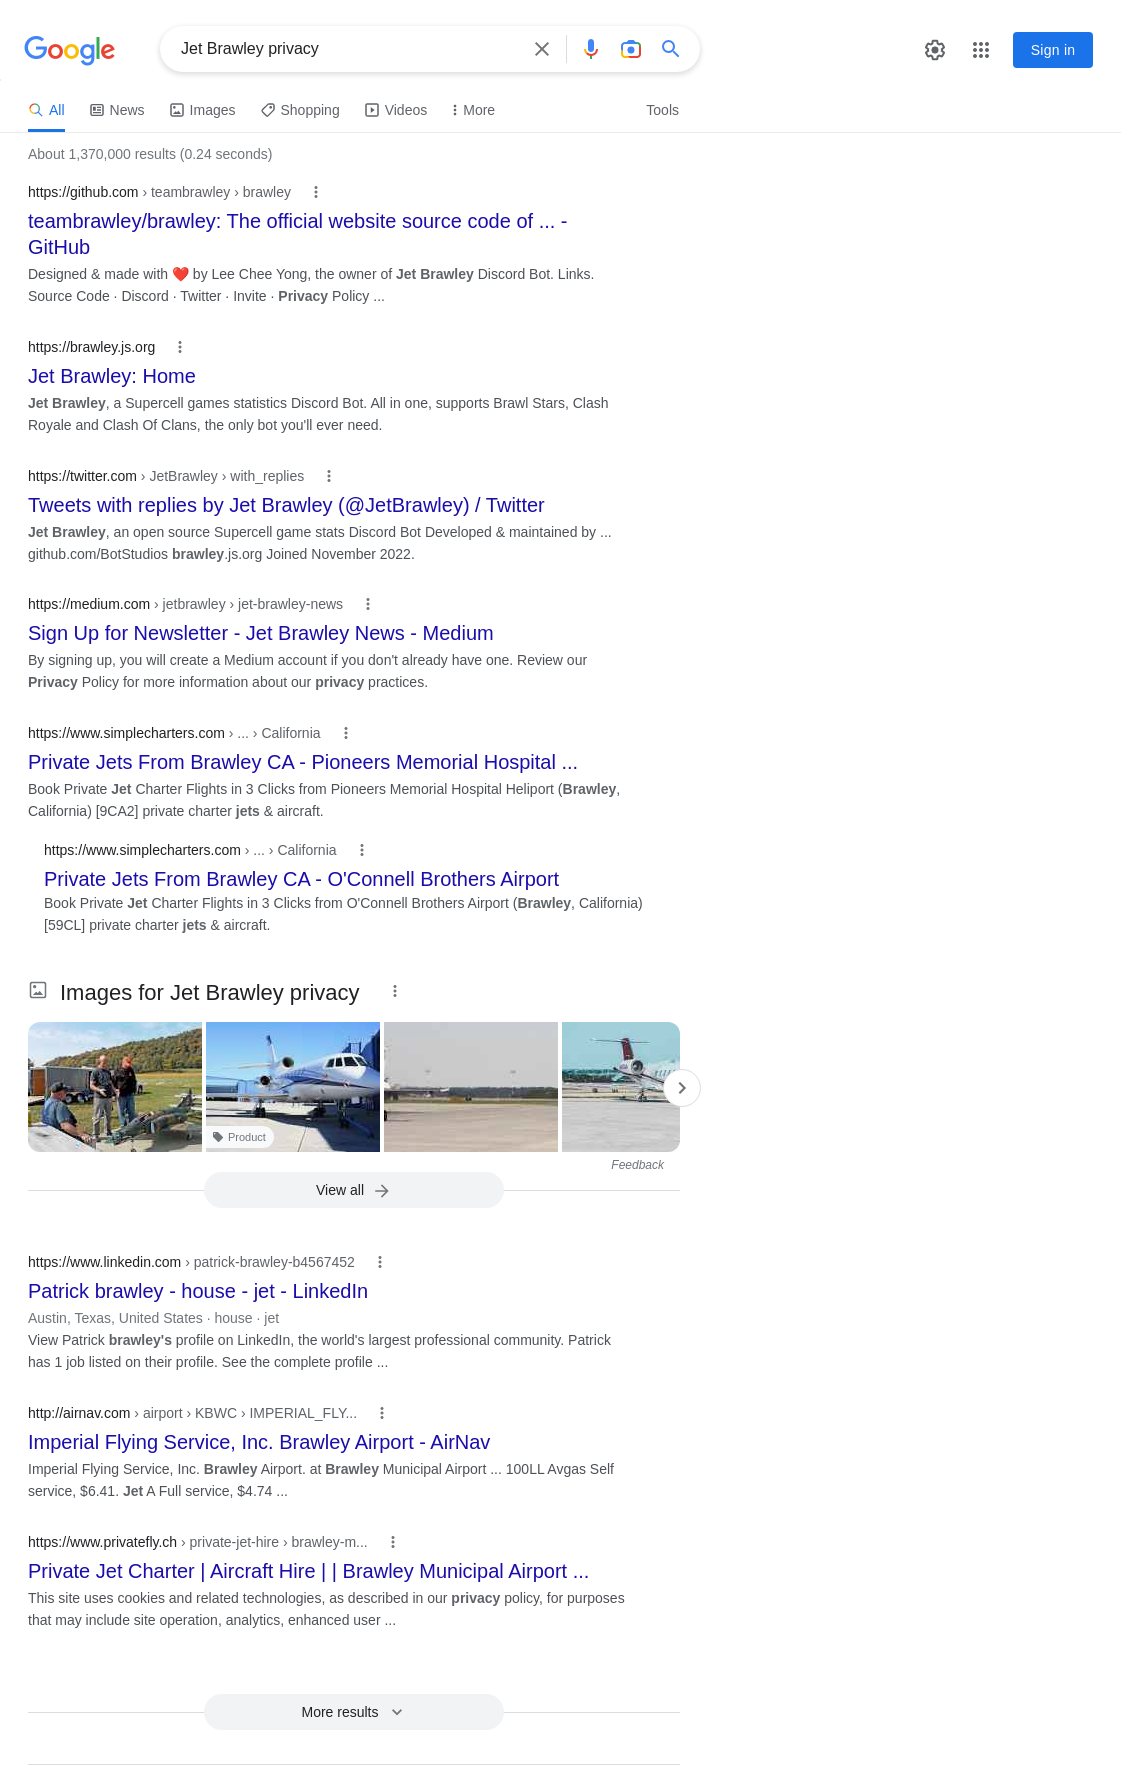 Google
Jet Brawley privacy
Sign in
All
News
Images
Shopping
Videos
More
Tools
About 1,370,000 results (0.24 seconds)
https://github.com › teambrawley › brawley
teambrawley/brawley: The official website source code of ... -
GitHub
Designed & made with ❤️ by Lee Chee Yong, the owner of Jet Brawley Discord Bot. Links.
Source Code · Discord · Twitter · Invite · Privacy Policy ...
https://brawley.js.org
Jet Brawley: Home
Jet Brawley, a Supercell games statistics Discord Bot. All in one, supports Brawl Stars, Clash
Royale and Clash Of Clans, the only bot you'll ever need.
https://twitter.com › JetBrawley › with_replies
Tweets with replies by Jet Brawley (@JetBrawley) / Twitter
Jet Brawley, an open source Supercell game stats Discord Bot Developed & maintained by ...
github.com/BotStudios brawley.js.org Joined November 2022.
https://medium.com › jetbrawley › jet-brawley-news
Sign Up for Newsletter - Jet Brawley News - Medium
By signing up, you will create a Medium account if you don't already have one. Review our
Privacy Policy for more information about our privacy practices.
https://www.simplecharters.com › ... › California
Private Jets From Brawley CA - Pioneers Memorial Hospital ...
Book Private Jet Charter Flights in 3 Clicks from Pioneers Memorial Hospital Heliport (Brawley,
California) [9CA2] private charter jets & aircraft.
https://www.simplecharters.com › ... › California
Private Jets From Brawley CA - O'Connell Brothers Airport
Book Private Jet Charter Flights in 3 Clicks from O'Connell Brothers Airport (Brawley, California)
[59CL] private charter jets & aircraft.
Images for Jet Brawley privacy
Product
Feedback
View all
https://www.linkedin.com › patrick-brawley-b4567452
Patrick brawley - house - jet - LinkedIn
Austin, Texas, United States · house · jet
View Patrick brawley's profile on LinkedIn, the world's largest professional community. Patrick
has 1 job listed on their profile. See the complete profile ...
http://airnav.com › airport › KBWC › IMPERIAL_FLY...
Imperial Flying Service, Inc. Brawley Airport - AirNav
Imperial Flying Service, Inc. Brawley Airport. at Brawley Municipal Airport ... 100LL Avgas Self
service, $6.41. Jet A Full service, $4.74 ...
https://www.privatefly.ch › private-jet-hire › brawley-m...
Private Jet Charter | Aircraft Hire | | Brawley Municipal Airport ...
This site uses cookies and related technologies, as described in our privacy policy, for purposes
that may include site operation, analytics, enhanced user ...
More results